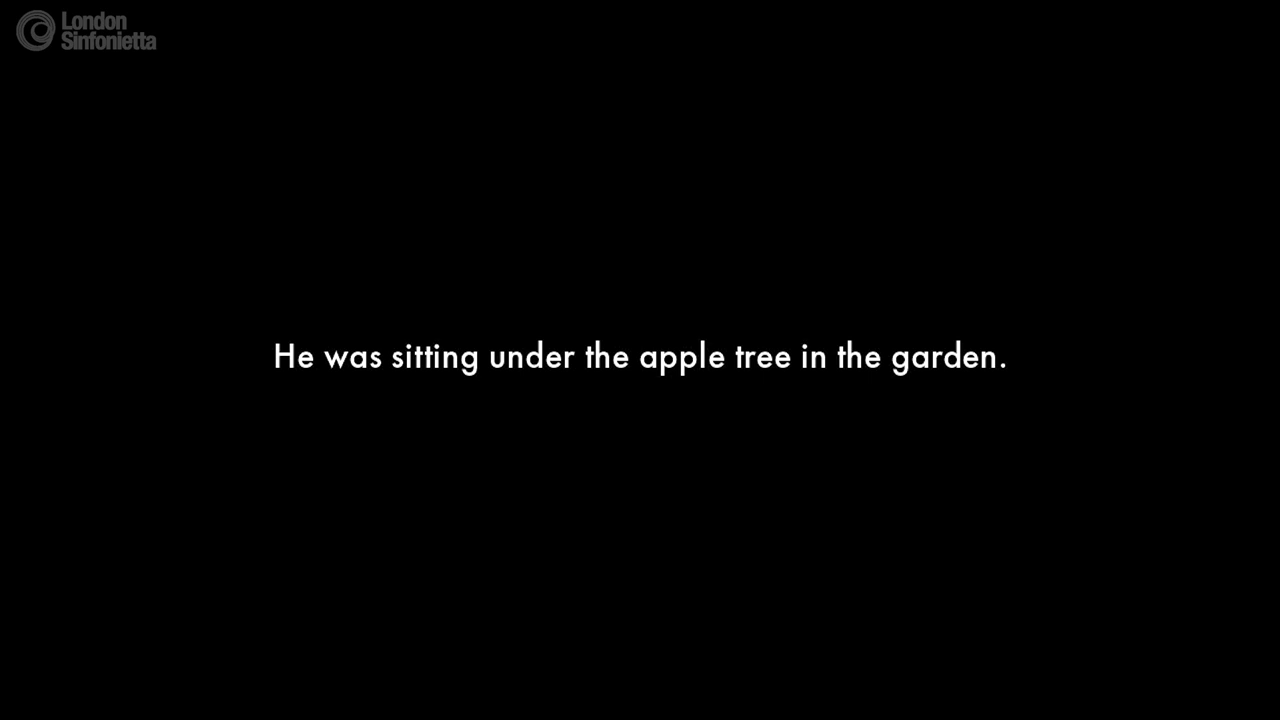 London
Sinfonietta
He was sitting under the apple tree in the garden.